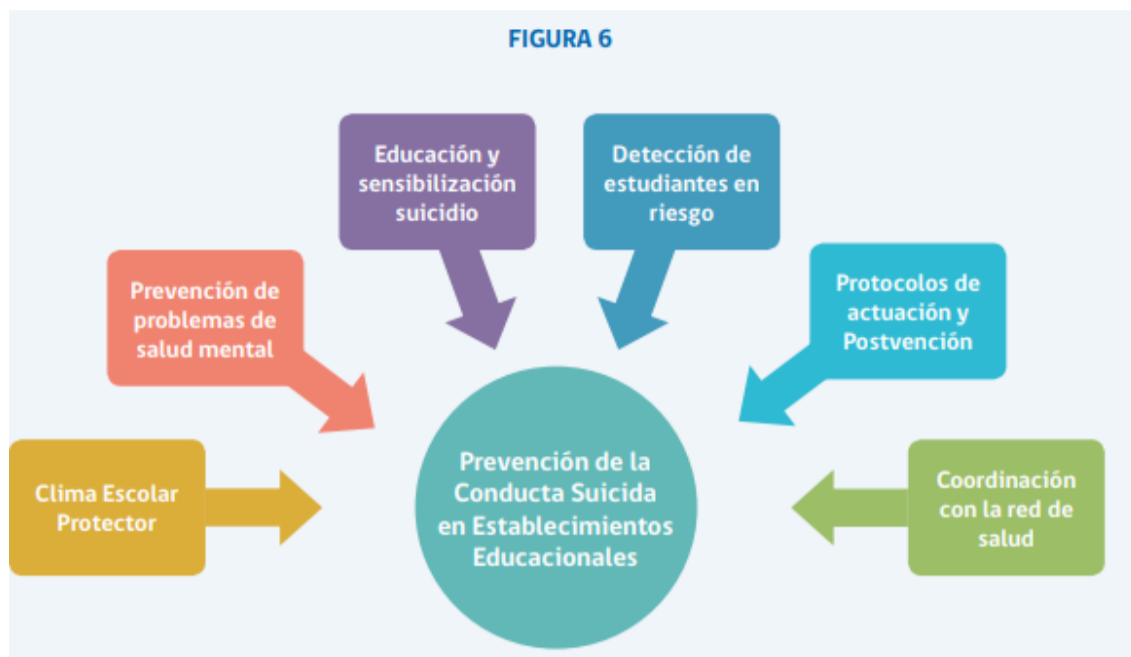 FIGURA 6
Educación y
sensibilización
suicidio
Detección de
estudiantes en
riesgo
Prevención de
problemas de
salud mental
Protocolos de
actuación y
Postvención
Clima Escolar
Protector
Prevención de la
Conducta Suicida
en Establecimientos
Educacionales
Coordinación
con la red de
salud